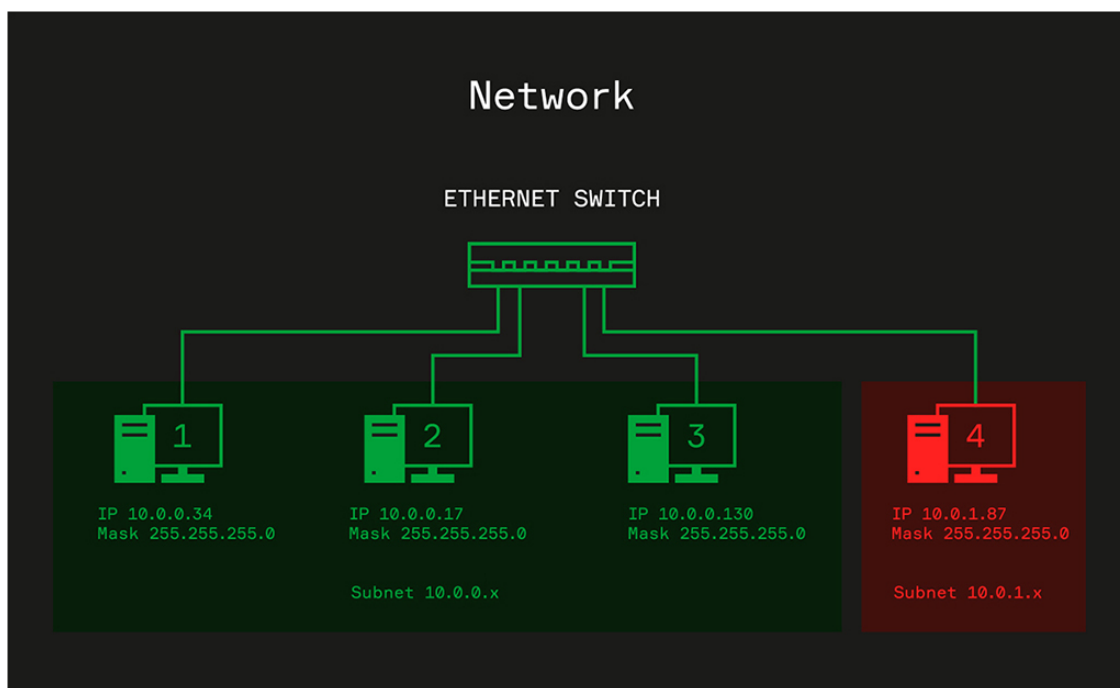 Network
ETHERNET SWITCH
1
2
3
4
IP 10.0.0.34
Mask 255.255.255.0
IP 10.0.0.17
Mask 255.255.255.0
IP 10.0.0.130
Mask 255.255.255.0
IP 10.0.1.87
Mask 255.255.255.0
Subnet 10.0.0.x
Subnet 10.0.1.x